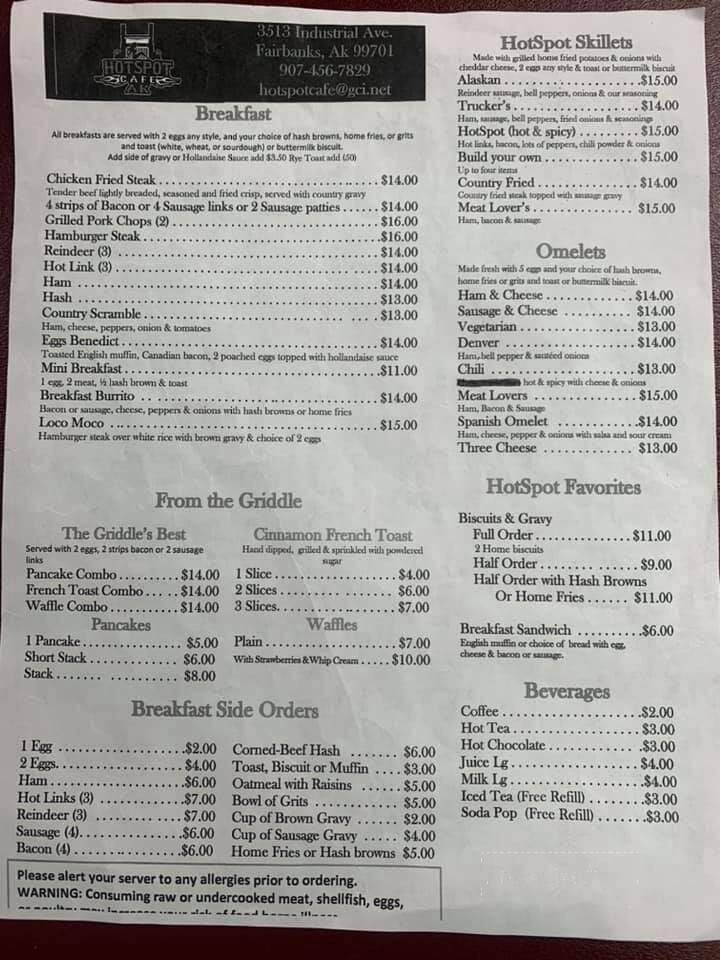 HOTSPOT
CAFE
AK
3513 Industrial Ave.
Fairbanks, Ak 99701
907-456-7829
hotspotcafe@gci.net
Breakfast
All breakfasts are served with 2 eggs any style, and your choice of hash browns, home fries, or grits
and toast (white, wheat, or sourdough) or buttermilk biscuit.
Add side of gravy or Hollandaise Sauce add $3.50 Rye Toast add (50)
Chicken Fried Steak $14.00
Tender beef lightly breaded, seasoned and fried crisp, served with country gravy
4 strips of Bacon or 4 Sausage links or 2 Sausage patties $14.00
Grilled Pork Chops (2) $16.00
Hamburger Steak $16.00
Reindeer (3) $14.00
Hot Link (3) $14.00
Ham $14.00
Hash $13.00
Country Scramble $13.00
Ham, cheese, peppers, onion & tomatoes
Eggs Benedict $14.00
Toasted English muffin, Canadian bacon, 2 poached eggs topped with hollandaise sauce
Mini Breakfast $11.00
1 egg, 2 meat, ½ hash brown & toast
Breakfast Burrito $14.00
Bacon or sausage, cheese, peppers & onions with hash browns or home fries
Loco Moco $15.00
Hamburger steak over white rice with brown gravy & choice of 2 eggs
From the Griddle
The Griddle's Best
Served with 2 eggs, 2 strips bacon or 2 sausage
links
Pancake Combo $14.00
French Toast Combo $14.00
Waffle Combo $14.00
Pancakes
1 Pancake $5.00
Short Stack $6.00
Stack $8.00
Cinnamon French Toast
Hand dipped, grilled & sprinkled with powdered
sugar
1 Slice $4.00
2 Slices $6.00
3 Slices $7.00
Waffles
Plain $7.00
With Strawberries & Whip Cream $10.00
Breakfast Side Orders
1 Egg $2.00
2 Eggs $4.00
Ham $6.00
Hot Links (3) $7.00
Reindeer (3) $7.00
Sausage (4) $6.00
Bacon (4) $6.00
Corned-Beef Hash $6.00
Toast, Biscuit or Muffin $3.00
Oatmeal with Raisins $5.00
Bowl of Grits $5.00
Cup of Brown Gravy $2.00
Cup of Sausage Gravy $4.00
Home Fries or Hash browns $5.00
Please alert your server to any allergies prior to ordering.
WARNING: Consuming raw or undercooked meat, shellfish, eggs,
HotSpot Skillets
Made with grilled home fried potatoes & onions with
cheddar cheese, 2 eggs any style & toast or buttermilk biscuit
Alaskan $15.00
Reindeer sausage, bell peppers, onions & our seasoning
Trucker's $14.00
Ham, sausage, bell peppers, fried onions & seasonings
HotSpot (hot & spicy) $15.00
Hot links, bacon, lots of peppers, chili powder & onions
Build your own $15.00
Up to four items
Country Fried $14.00
Country fried steak topped with sausage gravy
Meat Lover's $15.00
Ham, bacon & sausage
Omelets
Made fresh with 5 eggs and your choice of hash browns,
home fries or grits and toast or buttermilk biscuit.
Ham & Cheese $14.00
Sausage & Cheese $14.00
Vegetarian $13.00
Denver $14.00
Ham, bell pepper & sautéed onions
Chili $13.00
hot & spicy with cheese & onions
Meat Lovers $15.00
Ham, Bacon & Sausage
Spanish Omelet $14.00
Ham, cheese, pepper & onions with salsa and sour cream
Three Cheese $13.00
HotSpot Favorites
Biscuits & Gravy
Full Order $11.00
2 Home biscuits
Half Order $9.00
Half Order with Hash Browns
Or Home Fries $11.00
Breakfast Sandwich $6.00
English muffin or choice of bread with egg,
cheese & bacon or sausage.
Beverages
Coffee $2.00
Hot Tea $3.00
Hot Chocolate $3.00
Juice Lg $4.00
Milk Lg $4.00
Iced Tea (Free Refill) $3.00
Soda Pop (Free Refill) $3.00